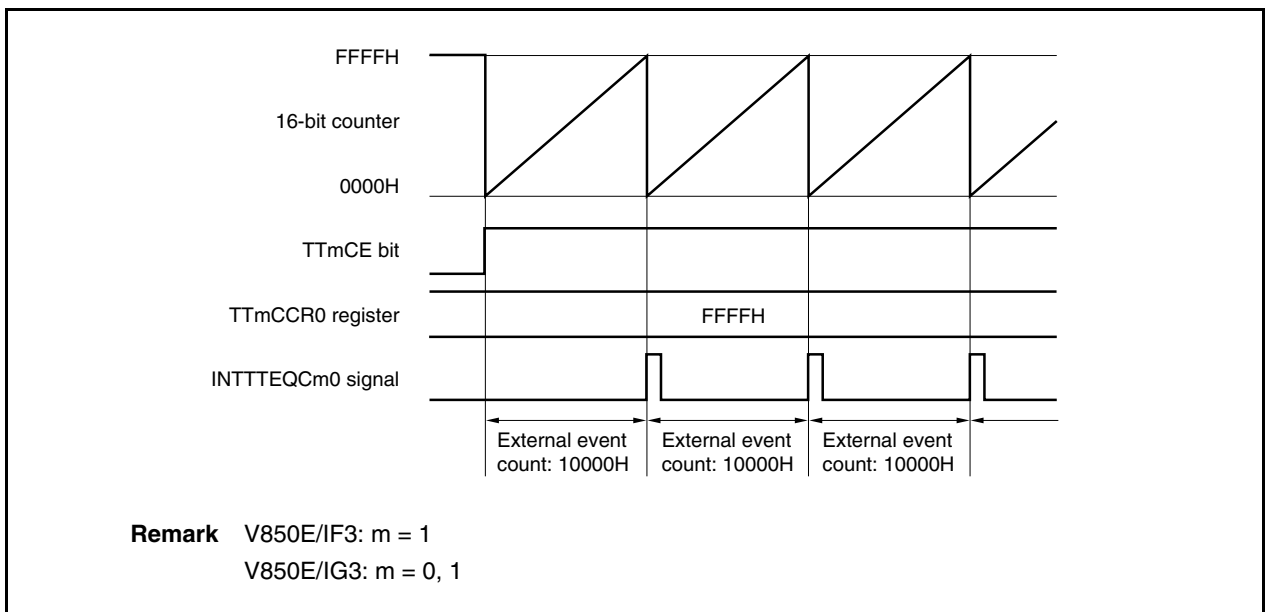 FFFFH
16-bit counter
0000H
TTmCE bit
TTmCCR0 register
FFFFH
INTTTEQCm0 signal
External event
count: 10000H
External event
count: 10000H
External event
count: 10000H
Remark V850E/IF3: m = 1
V850E/IG3: m = 0, 1